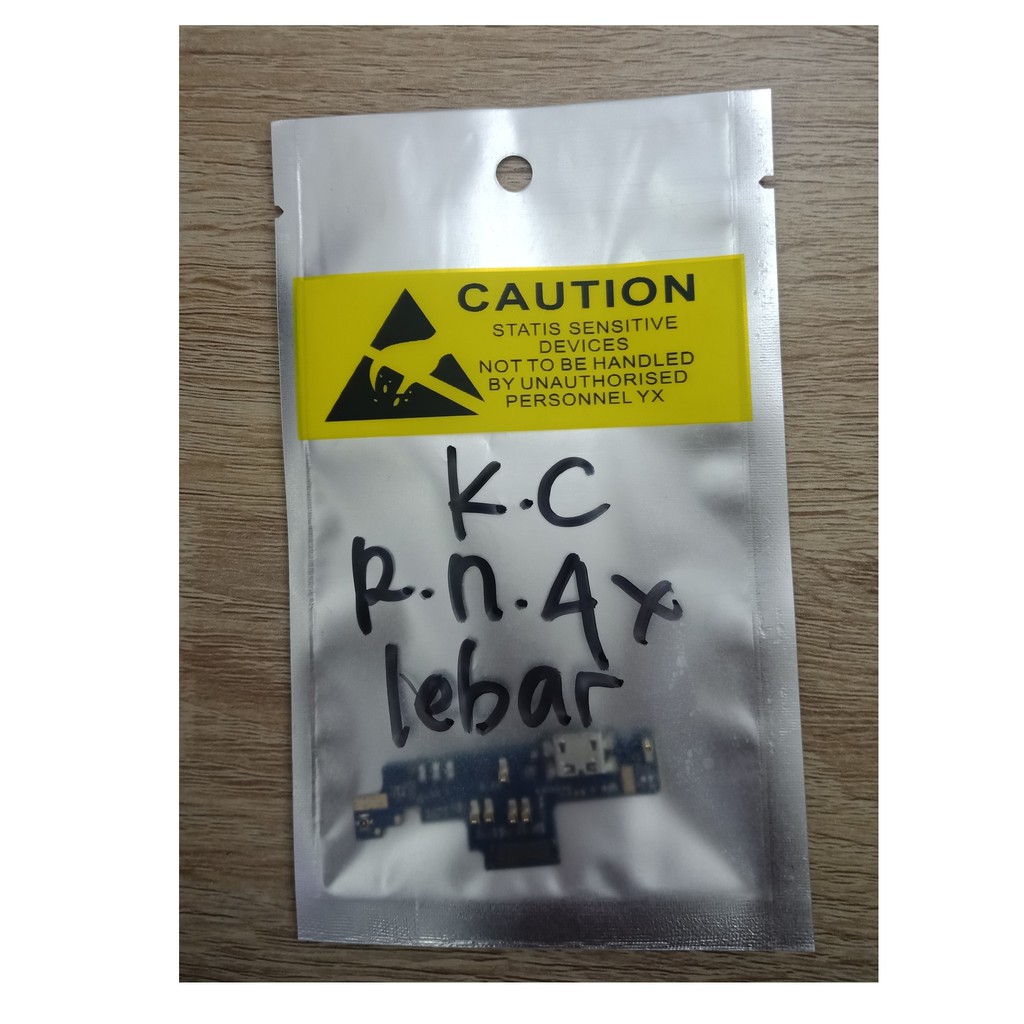 CAUTION
STATIS SENSITIVE
DEVICES
NOT TO BE HANDLED
BY UNAUTHORISED
PERSONNEL YX
K.C
R.n.4x
lebar